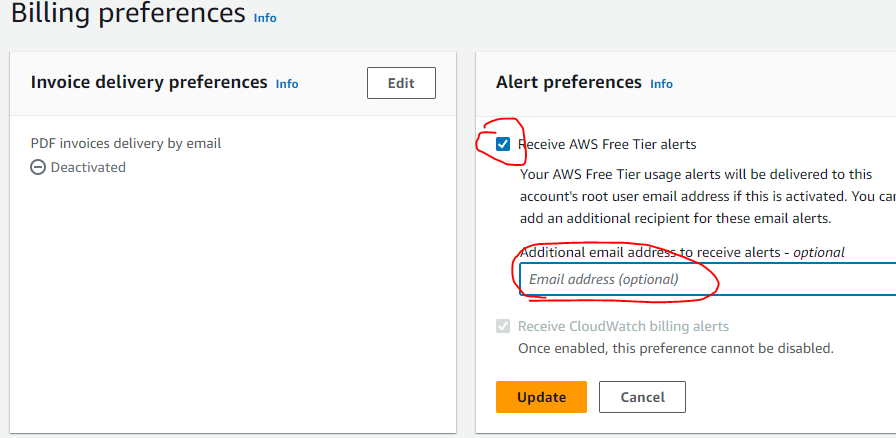 Billing preferences Info
Invoice delivery preferences Info
Edit
PDF invoices delivery by email
Deactivated
Alert preferences Info
Receive AWS Free Tier alerts
Your AWS Free Tier usage alerts will be delivered to this
account's root user email address if this is activated. You can
add an additional recipient for these email alerts.
Additional email address to receive alerts - optional
Email address (optional)
Receive CloudWatch billing alerts
Once enabled, this preference cannot be disabled.
Update
Cancel